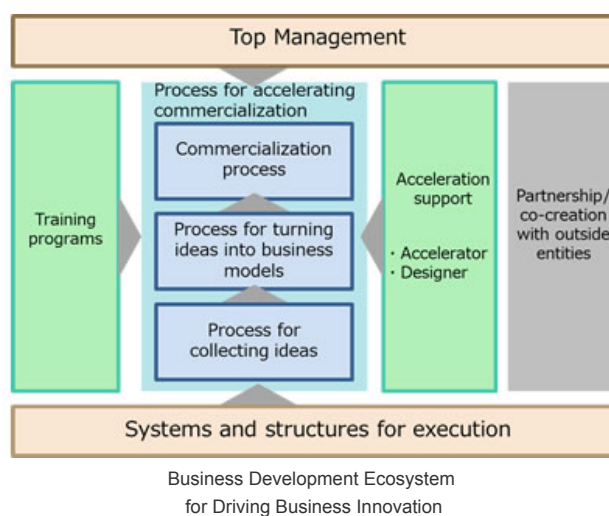 Top Management
Process for accelerating
commercialization
Commercialization
process
Training
programs
Process for turning
ideas into business
models
Process for
collecting ideas
Acceleration
support
・Accelerator
・Designer
Partnership/
co-creation
with outside
entities
Systems and structures for execution
Business Development Ecosystem
for Driving Business Innovation